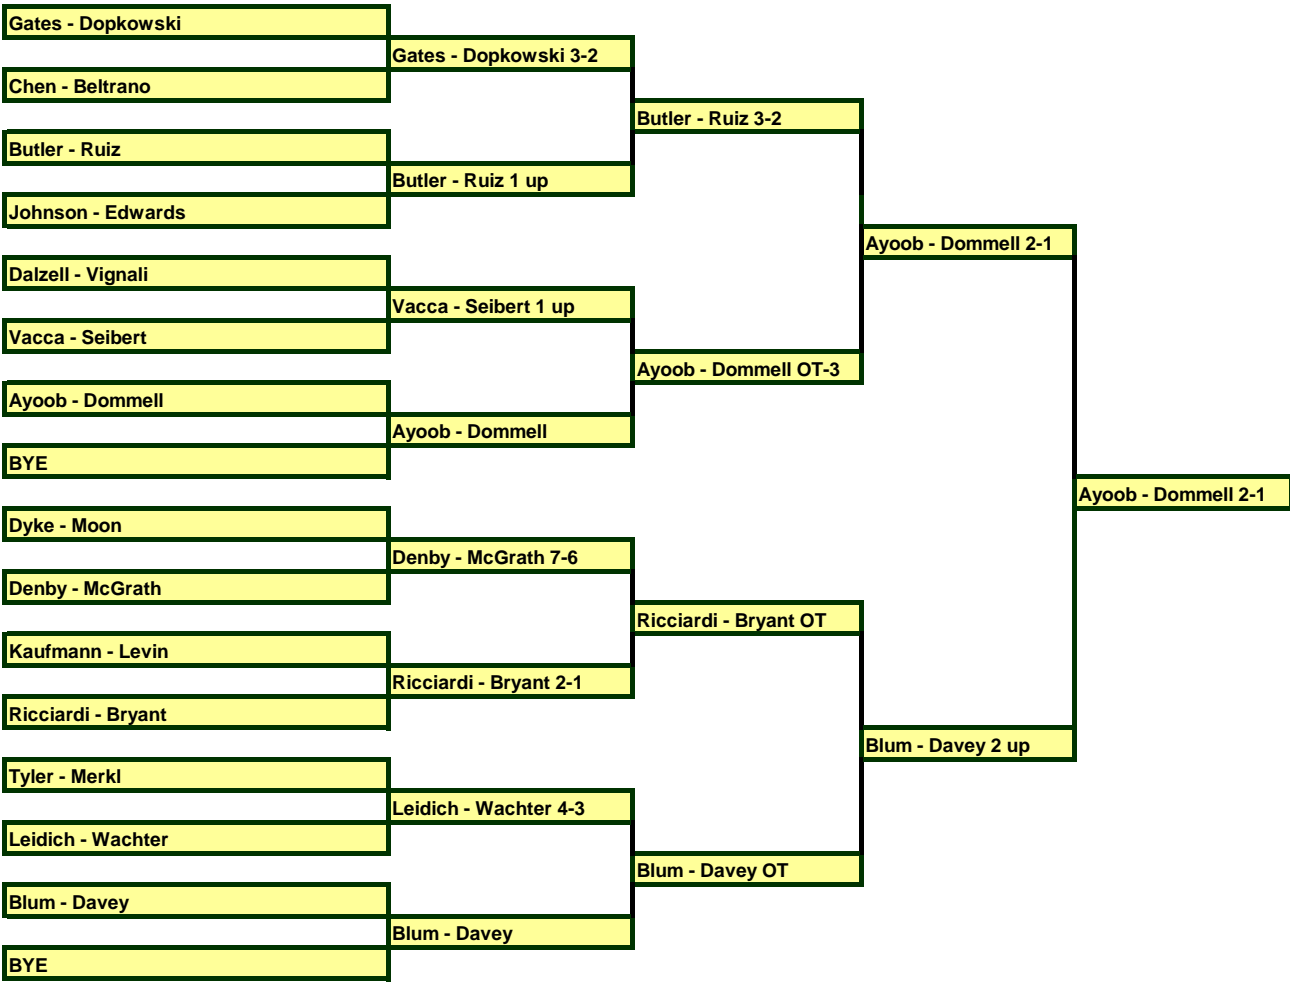 Gates - Dopkowski
Gates - Dopkowski 3-2
Chen - Beltrano
Butler - Ruiz 3-2
Butler - Ruiz
Butler - Ruiz 1 up
Johnson - Edwards
Ayoob - Dommell 2-1
Dalzell - Vignali
Vacca - Seibert 1 up
Vacca - Seibert
Ayoob - Dommell OT-3
Ayoob - Dommell
Ayoob - Dommell
BYE
Ayoob - Dommell 2-1
Dyke - Moon
Denby - McGrath 7-6
Denby - McGrath
Ricciardi - Bryant OT
Kaufmann - Levin
Ricciardi - Bryant 2-1
Ricciardi - Bryant
Blum - Davey 2 up
Tyler - Merkl
Leidich - Wachter 4-3
Leidich - Wachter
Blum - Davey OT
Blum - Davey
Blum - Davey
BYE